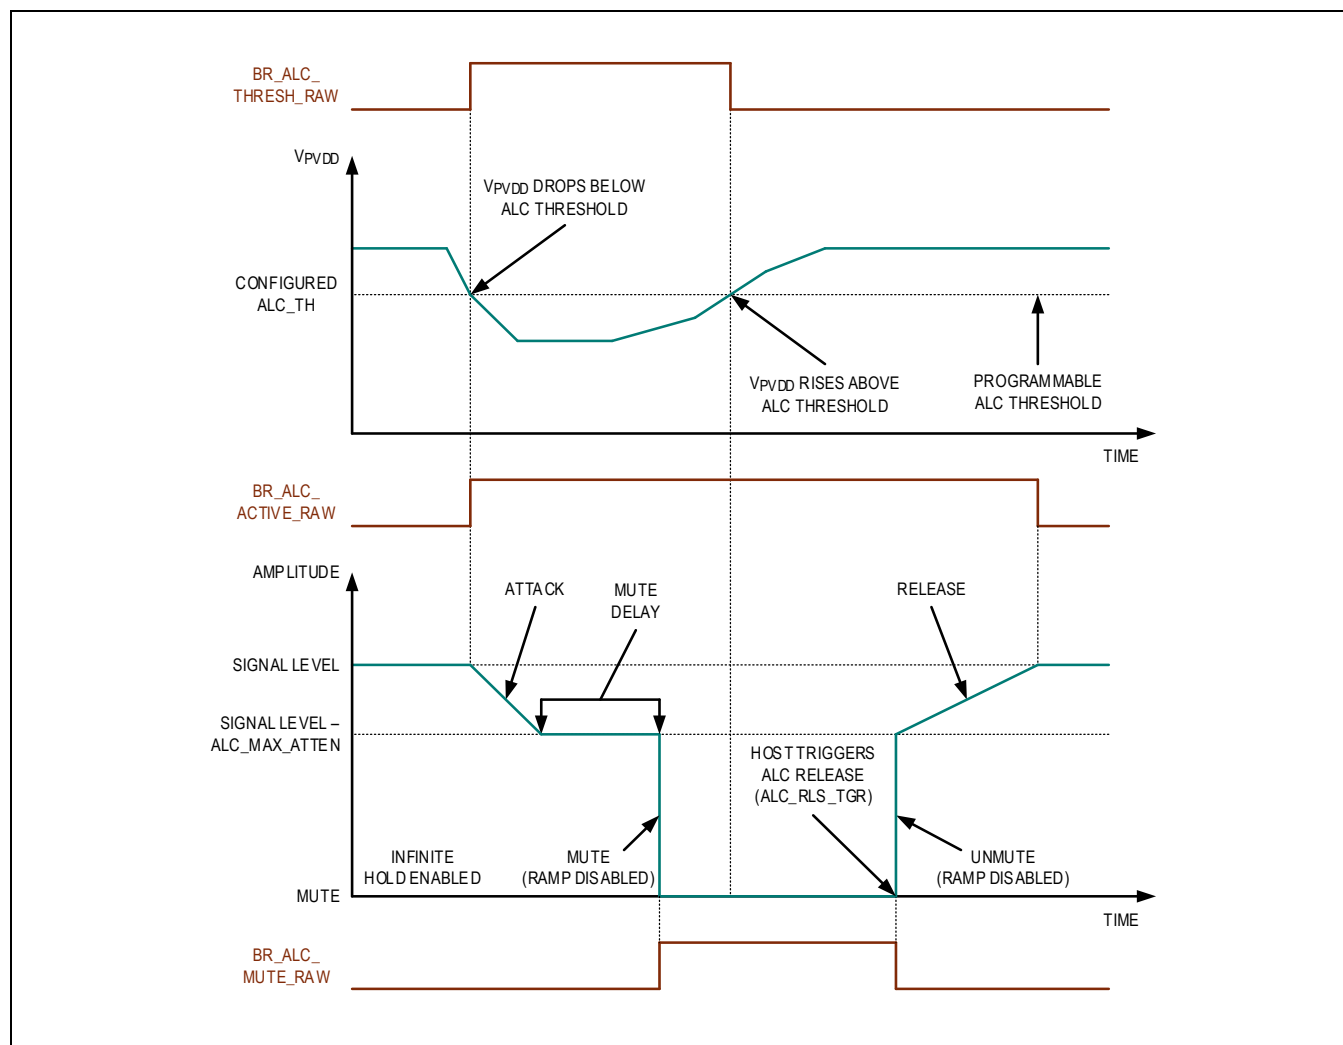 BR_ALC_
THRESH_RAW
VPVDD
VPVDD DROPS BELOW
ALC THRESHOLD
CONFIGURED
ALC_TH
VPVDD RISES ABOVE
ALC THRESHOLD
PROGRAMMABLE
ALC THRESHOLD
TIME
BR_ALC_
ACTIVE_RAW
AMPLITUDE
ATTACK
MUTE
DELAY
RELEASE
SIGNAL LEVEL
SIGNAL LEVEL –
ALC_MAX_ATTEN
HOST TRIGGERS
ALC RELEASE
(ALC_RLS_TGR)
INFINITE
HOLD ENABLED
MUTE
(RAMP DISABLED)
UNMUTE
(RAMP DISABLED)
MUTE
TIME
BR_ALC_
MUTE_RAW